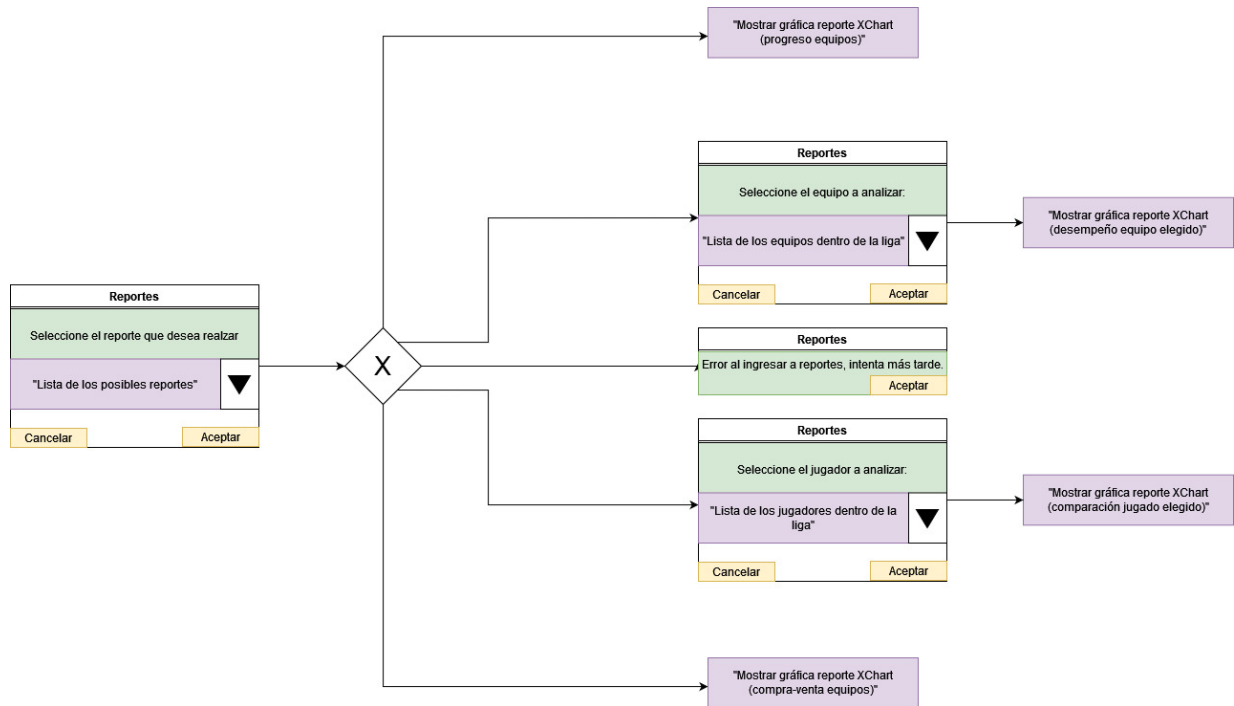 "Mostrar gráfica reporte XChart
(progreso equipos)"
Reportes
Seleccione el equipo a analizar:
"Lista de los equipos dentro de la liga"
Cancelar
Aceptar
"Mostrar gráfica reporte XChart
(desempeño equipo elegido)"
Reportes
Seleccione el reporte que desea realzar
"Lista de los posibles reportes"
Cancelar
Aceptar
X
Reportes
Error al ingresar a reportes, intenta más tarde.
Aceptar
Reportes
Seleccione el jugador a analizar:
"Lista de los jugadores dentro de la
liga"
Cancelar
Aceptar
"Mostrar gráfica reporte XChart
(comparación jugado elegido)"
"Mostrar gráfica reporte XChart
(compra-venta equipos)"